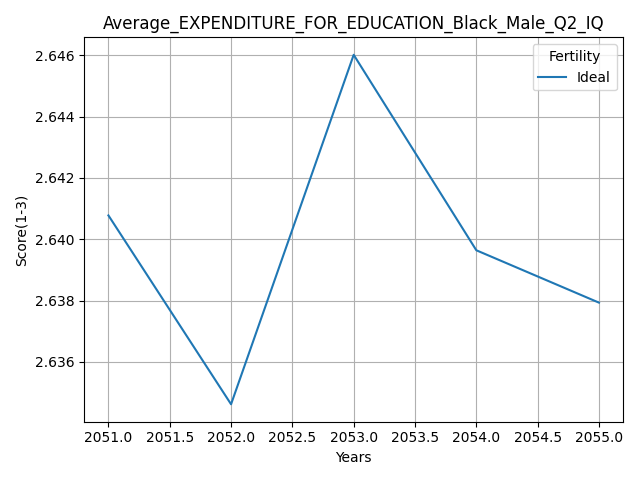 Average_EXPENDITURE_FOR_EDUCATION_Black_Male_Q2_IQ
Fertility
Ideal
2.646
2.644
2.642
2.640
2.638
2.636
Score(1-3)
2051.0 2051.5 2052.0 2052.5 2053.0 2053.5 2054.0 2054.5 2055.0
Years